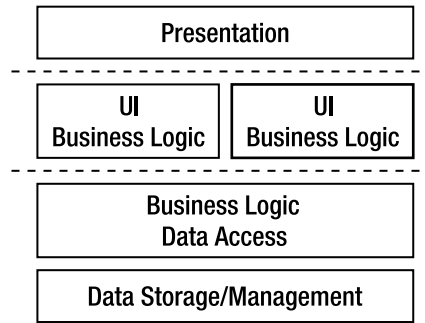 Presentation
UI UI
Business Logic Business Logic
Business Logic
Data Access
Data Storage/Management